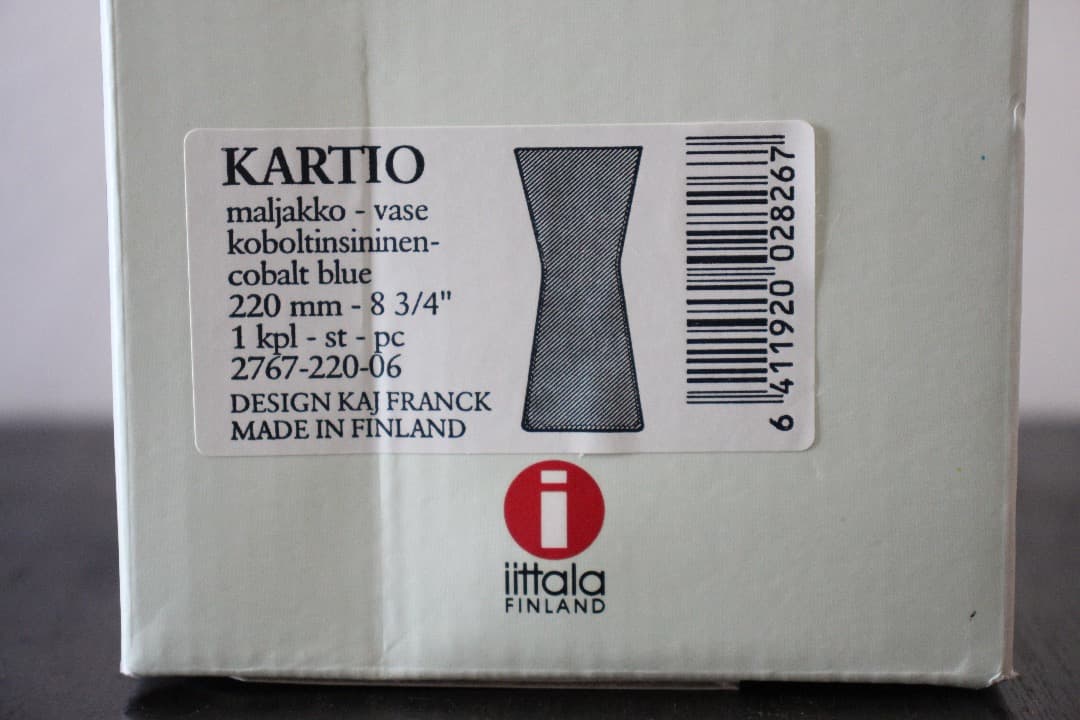 KARTIO
maljakko - vase
koboltinsininen-
cobalt blue
220 mm - 8 3/4"
1 kpl - st - pc
2767-220-06
DESIGN KAJ FRANCK
MADE IN FINLAND
6 411920 028267
i
iittala
FINLAND